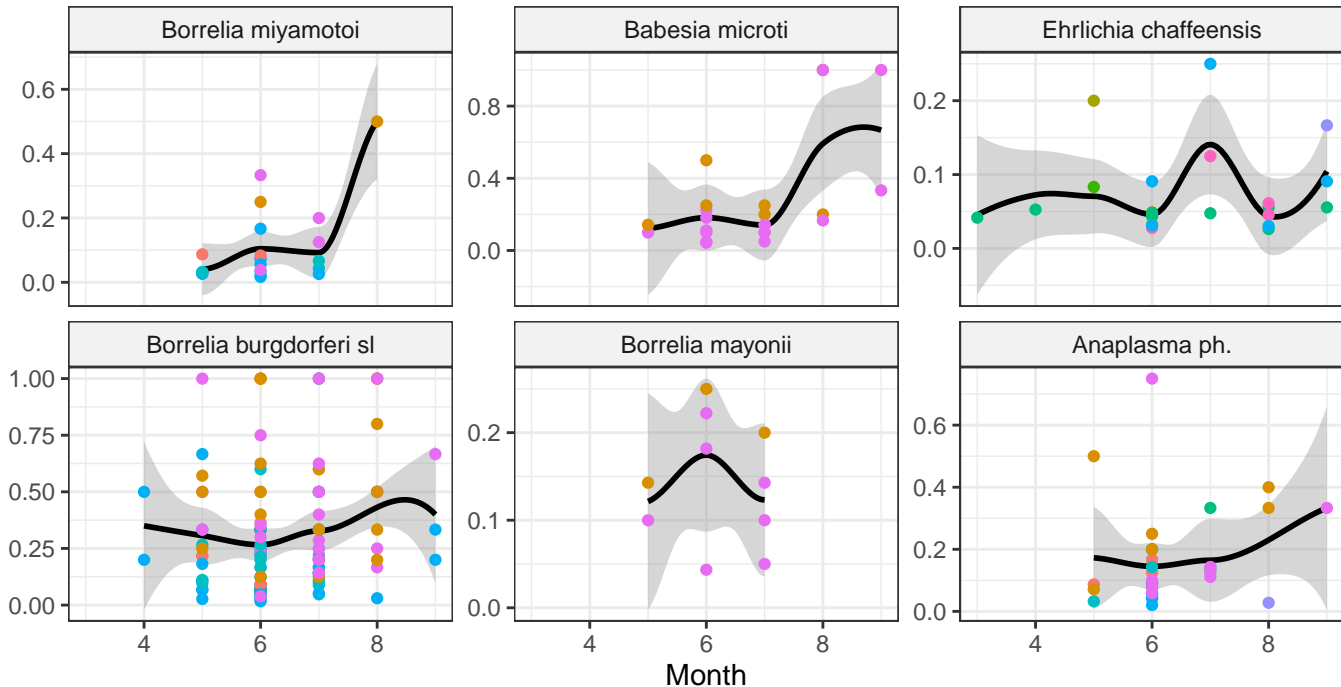 Borrelia miyamotoi
Babesia microti
Ehrlichia chaffeensis
0.6
0.4
0.2
0.0
0.8
0.4
0.0
0.2
0.1
0.0
Borrelia burgdorferi sl
Borrelia mayonii
Anaplasma ph.
1.00
0.75
0.50
0.25
0.00
0.2
0.1
0.0
0.6
0.4
0.2
0.0
4 6 8
4 6 8
4 6 8
Month